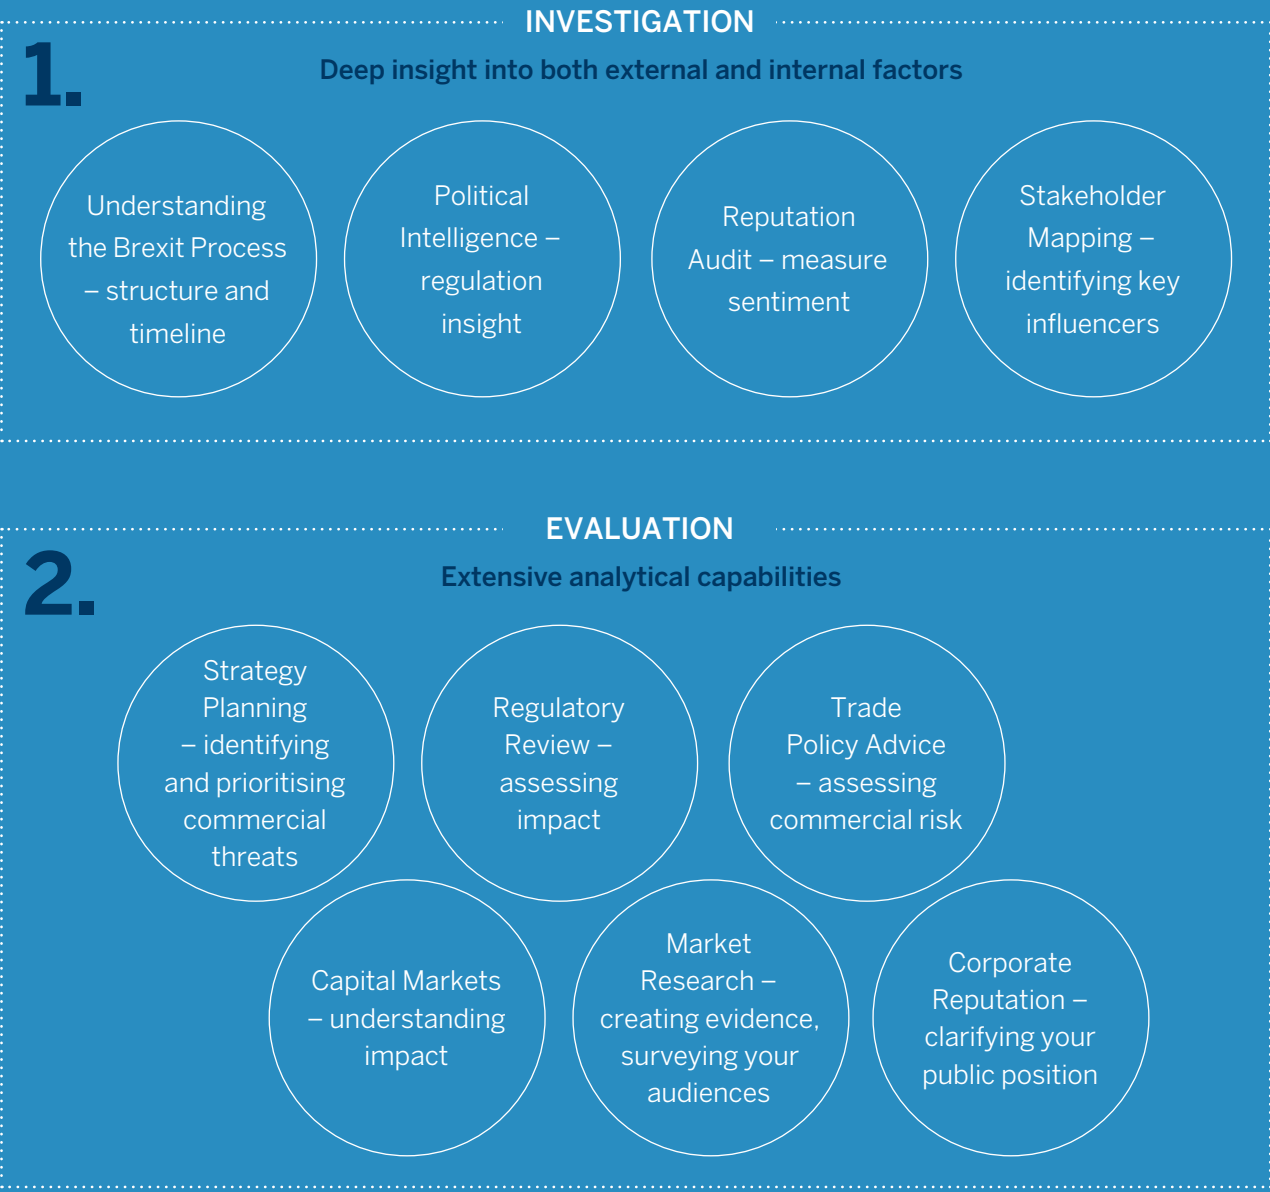 INVESTIGATION
1.
Deep insight into both external and internal factors
Understanding
the Brexit Process
– structure and
timeline
Political
Intelligence –
regulation
insight
Reputation
Audit – measure
sentiment
Stakeholder
Mapping –
identifying key
influencers
EVALUATION
2.
Extensive analytical capabilities
Strategy
Planning
– identifying
and prioritising
commercial
threats
Regulatory
Review –
assessing
impact
Trade
Policy Advice
– assessing
commercial risk
Capital Markets
– understanding
impact
Market
Research –
creating evidence,
surveying your
audiences
Corporate
Reputation –
clarifying your
public position